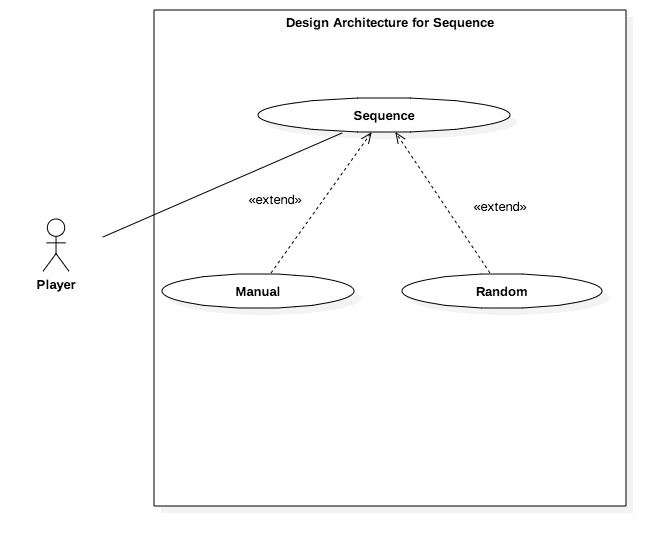 Design Architecture for Sequence
Sequence
«extend»
«extend»
Player
Manual
Random